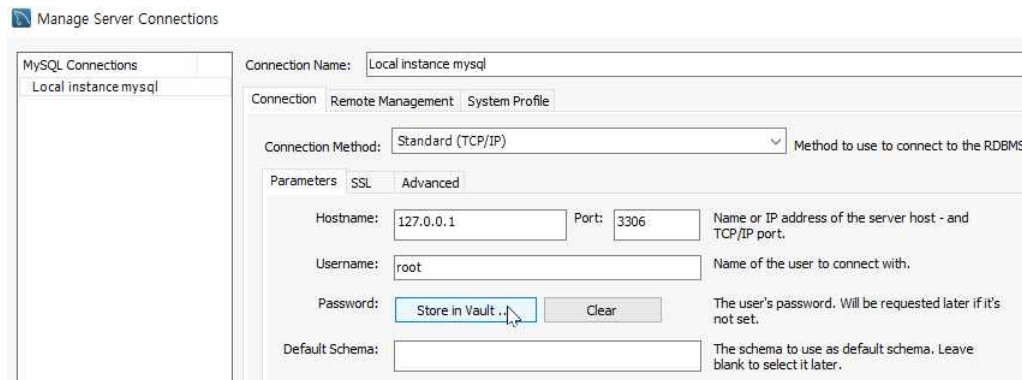 Manage Server Connections
MySQL Connections
Local instance mysql
Connection Name: Local instance mysql
Connection Remote Management System Profile
Connection Method: Standard (TCP/IP) Method to use to connect to the RDBMS
Parameters SSL Advanced
Hostname: 127.0.0.1 Port: 3306 Name or IP address of the server host - and
TCP/IP port.
Username: root Name of the user to connect with.
Password: Store in Vault .. Clear The user's password. Will be requested later if it's
not set.
Default Schema: The schema to use as default schema. Leave
blank to select it later.